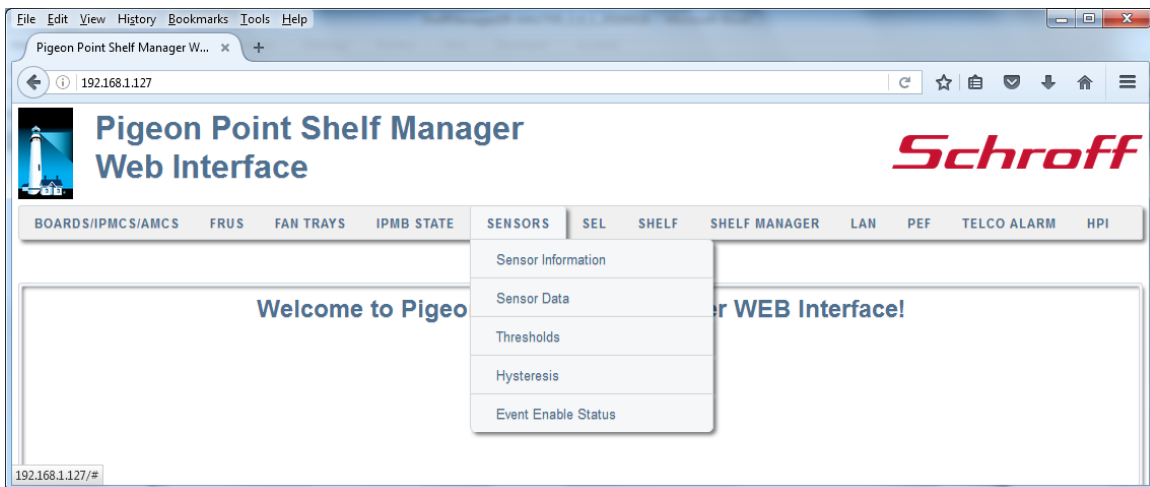 File Edit View History Bookmarks Tools Help
Pigeon Point Shelf Manager W... × +
192.168.1.127
Pigeon Point Shelf Manager
Web Interface
Schroff
BOARDS/IPMCS/AMCS FRUS FAN TRAYS IPMB STATE SENSORS SEL SHELF SHELF MANAGER LAN PEF TELCO ALARM HPI
Sensor Information
Sensor Data
Welcome to Pigeo r WEB Interface!
Thresholds
Hysteresis
Event Enable Status
192.168.1.127/#